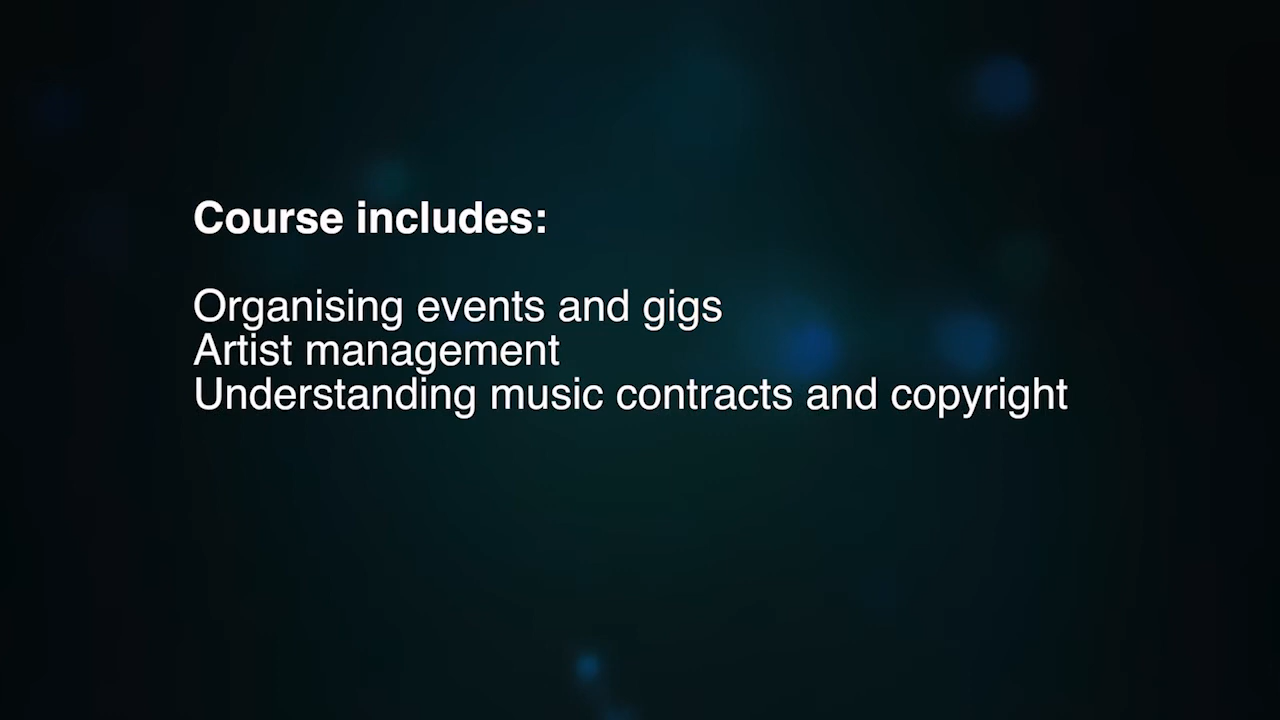 Course includes:
Organising events and gigs
Artist management
Understanding music contracts and copyright